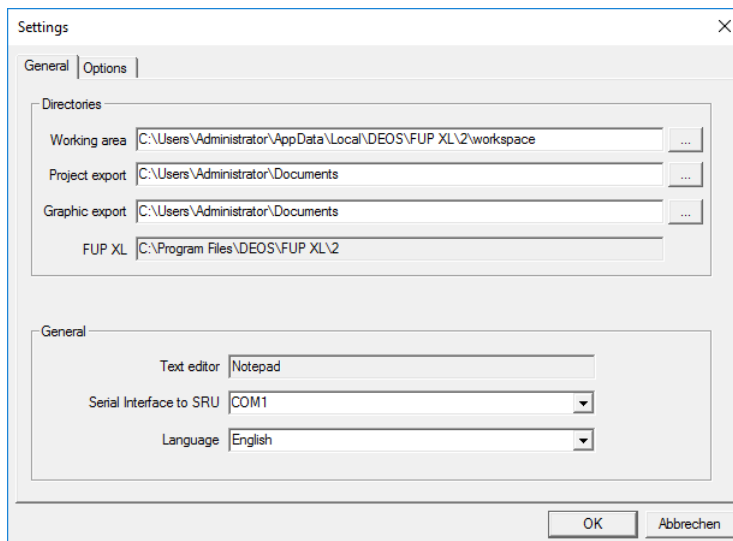 Settings
General Options
Directories
Working area C:\Users\Administrator\AppData\Local\DEOS\FUP XL\2\workspace ...
Project export C:\Users\Administrator\Documents ...
Graphic export C:\Users\Administrator\Documents ...
FUP XL C:\Program Files\DEOS\FUP XL\2
General
Text editor Notepad
Serial Interface to SRU COM1
Language English
OK Abbrechen